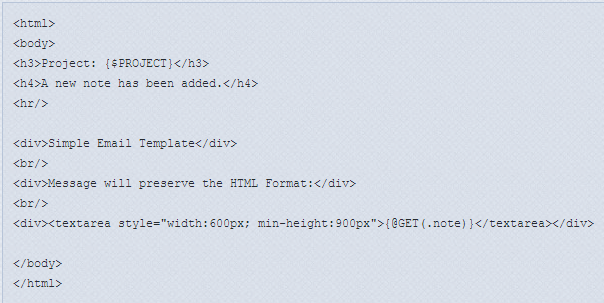 <html>
<body>
<h3>Project: {$PROJECT}</h3>
<h4>A new note has been added.</h4>
<hr/>
<div>Simple Email Template</div>
<br/>
<div>Message will preserve the HTML Format:</div>
<br/>
<div><textarea style="width:600px; min-height:900px">{@GET(.note)}</textarea></div>
</body>
</html>